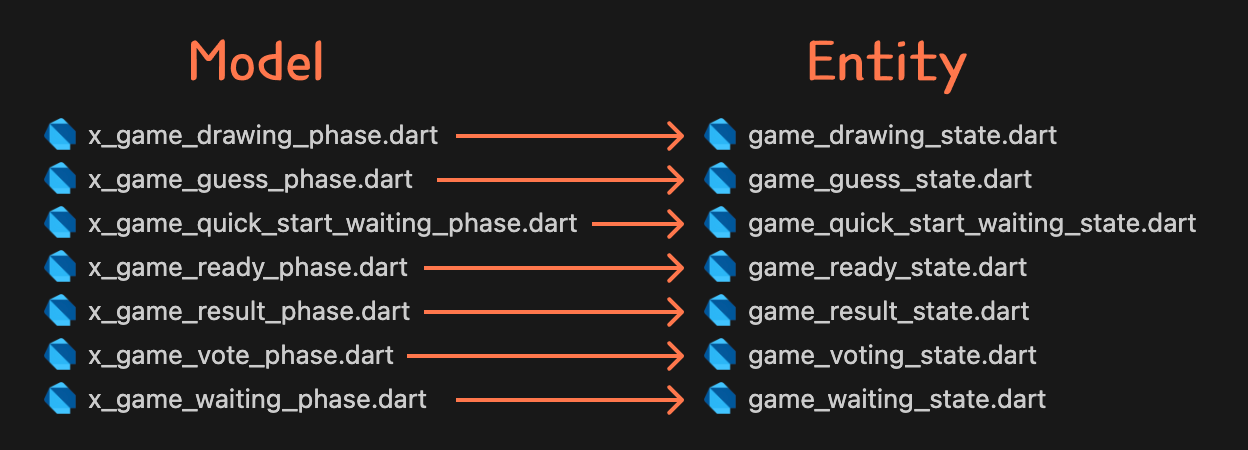 Model Entity
x_game_drawing_phase.dart game_drawing_state.dart
x_game_guess_phase.dart game_guess_state.dart
x_game_quick_start_waiting_phase.dart game_quick_start_waiting_state.dart
x_game_ready_phase.dart game_ready_state.dart
x_game_result_phase.dart game_result_state.dart
x_game_vote_phase.dart game_voting_state.dart
x_game_waiting_phase.dart game_waiting_state.dart